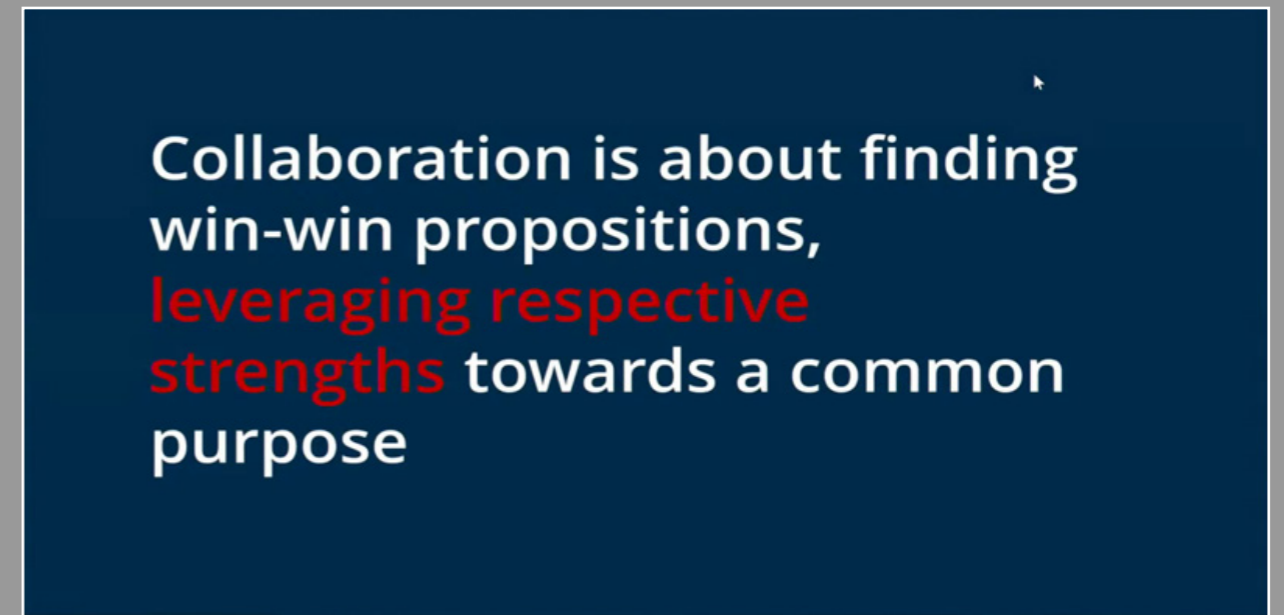 Collaboration is about finding
win-win propositions,
leveraging respective
strengths towards a common
purpose